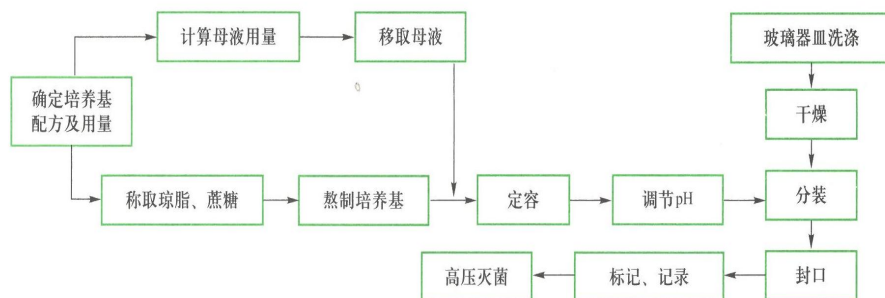 计算母液用量
移取母液
玻璃器皿洗涤
确定培养基
配方及用量
干燥
称取琼脂、蔗糖
熬制培养基
定容
调节pH
分装
高压灭菌
标记、记录
封口